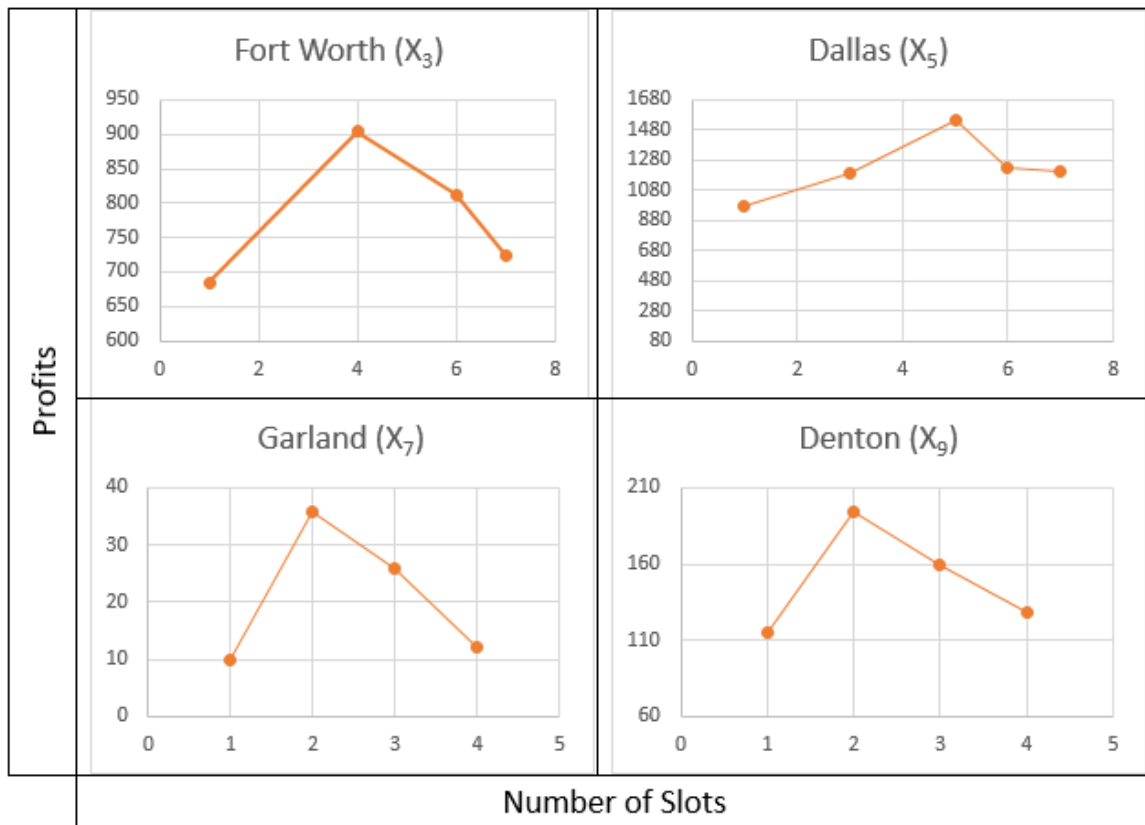 Profits
Fort Worth (X₃)
950
900
850
800
750
700
650
600
0 2 4 6 8
Dallas (X₅)
1680
1480
1280
1080
880
680
480
280
80
0 2 4 6 8
Garland (X₇)
40
30
20
10
0
0 1 2 3 4 5
Denton (X₉)
210
160
110
60
0 1 2 3 4 5
Number of Slots